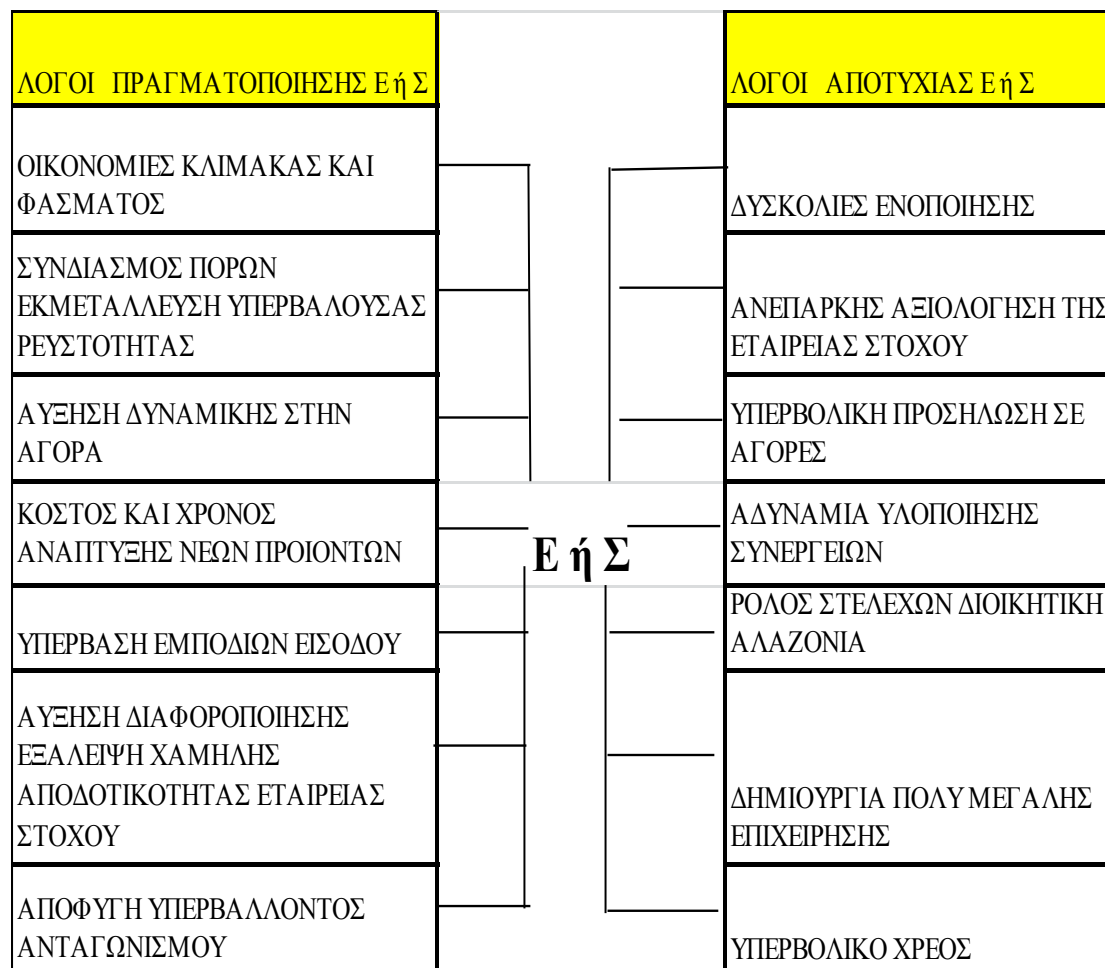 ΛΟΓΟΙ ΠΡΑΓΜΑΤΟΠΟΙΗΣΗΣ Ε ή Σ
ΟΙΚΟΝΟΜΙΕΣ ΚΛΙΜΑΚΑΣ ΚΑΙ
ΦΑΣΜΑΤΟΣ
ΣΥΝΔΙΑΣΜΟΣ ΠΟΡΩΝ
ΕΚΜΕΤΑΛΛΕΥΣΗ ΥΠΕΡΒΑΛΟΥΣΑΣ
ΡΕΥΣΤΟΤΗΤΑΣ
ΑΥΞΗΣΗ ΔΥΝΑΜΙΚΗΣ ΣΤΗΝ
ΑΓΟΡΑ
ΚΟΣΤΟΣ ΚΑΙ ΧΡΟΝΟΣ
ΑΝΑΠΤΥΞΗΣ ΝΕΩΝ ΠΡΟΙΟΝΤΩΝ
ΥΠΕΡΒΑΣΗ ΕΜΠΟΔΙΩΝ ΕΙΣΟΔΟΥ
ΑΥΞΗΣΗ ΔΙΑΦΟΡΟΠΟΙΗΣΗΣ
ΕΞΑΛΕΙΨΗ ΧΑΜΗΛΗΣ
ΑΠΟΔΟΤΙΚΟΤΗΤΑΣ ΕΤΑΙΡΕΙΑΣ
ΣΤΟΧΟΥ
ΑΠΟΦΥΓΗ ΥΠΕΡΒΑΛΛΟΝΤΟΣ
ΑΝΤΑΓΩΝΙΣΜΟΥ
Ε ή Σ
ΛΟΓΟΙ ΑΠΟΤΥΧΙΑΣ Ε ή Σ
ΔΥΣΚΟΛΙΕΣ ΕΝΟΠΟΙΗΣΗΣ
ΑΝΕΠΑΡΚΗΣ ΑΞΙΟΛΟΓΗΣΗ ΤΗΣ
ΕΤΑΙΡΕΙΑΣ ΣΤΟΧΟΥ
ΥΠΕΡΒΟΛΙΚΗ ΠΡΟΣΗΛΩΣΗ ΣΕ
ΑΓΟΡΕΣ
ΑΔΥΝΑΜΙΑ ΥΛΟΠΟΙΗΣΗΣ
ΣΥΝΕΡΓΕΙΩΝ
ΡΟΛΟΣ ΣΤΕΛΕΧΩΝ ΔΙΟΙΚΗΤΙΚΗ
ΑΛΑΖΟΝΙΑ
ΔΗΜΙΟΥΡΓΙΑ ΠΟΛΥ ΜΕΓΑΛΗΣ
ΕΠΙΧΕΙΡΗΣΗΣ
ΥΠΕΡΒΟΛΙΚΟ ΧΡΕΟΣ